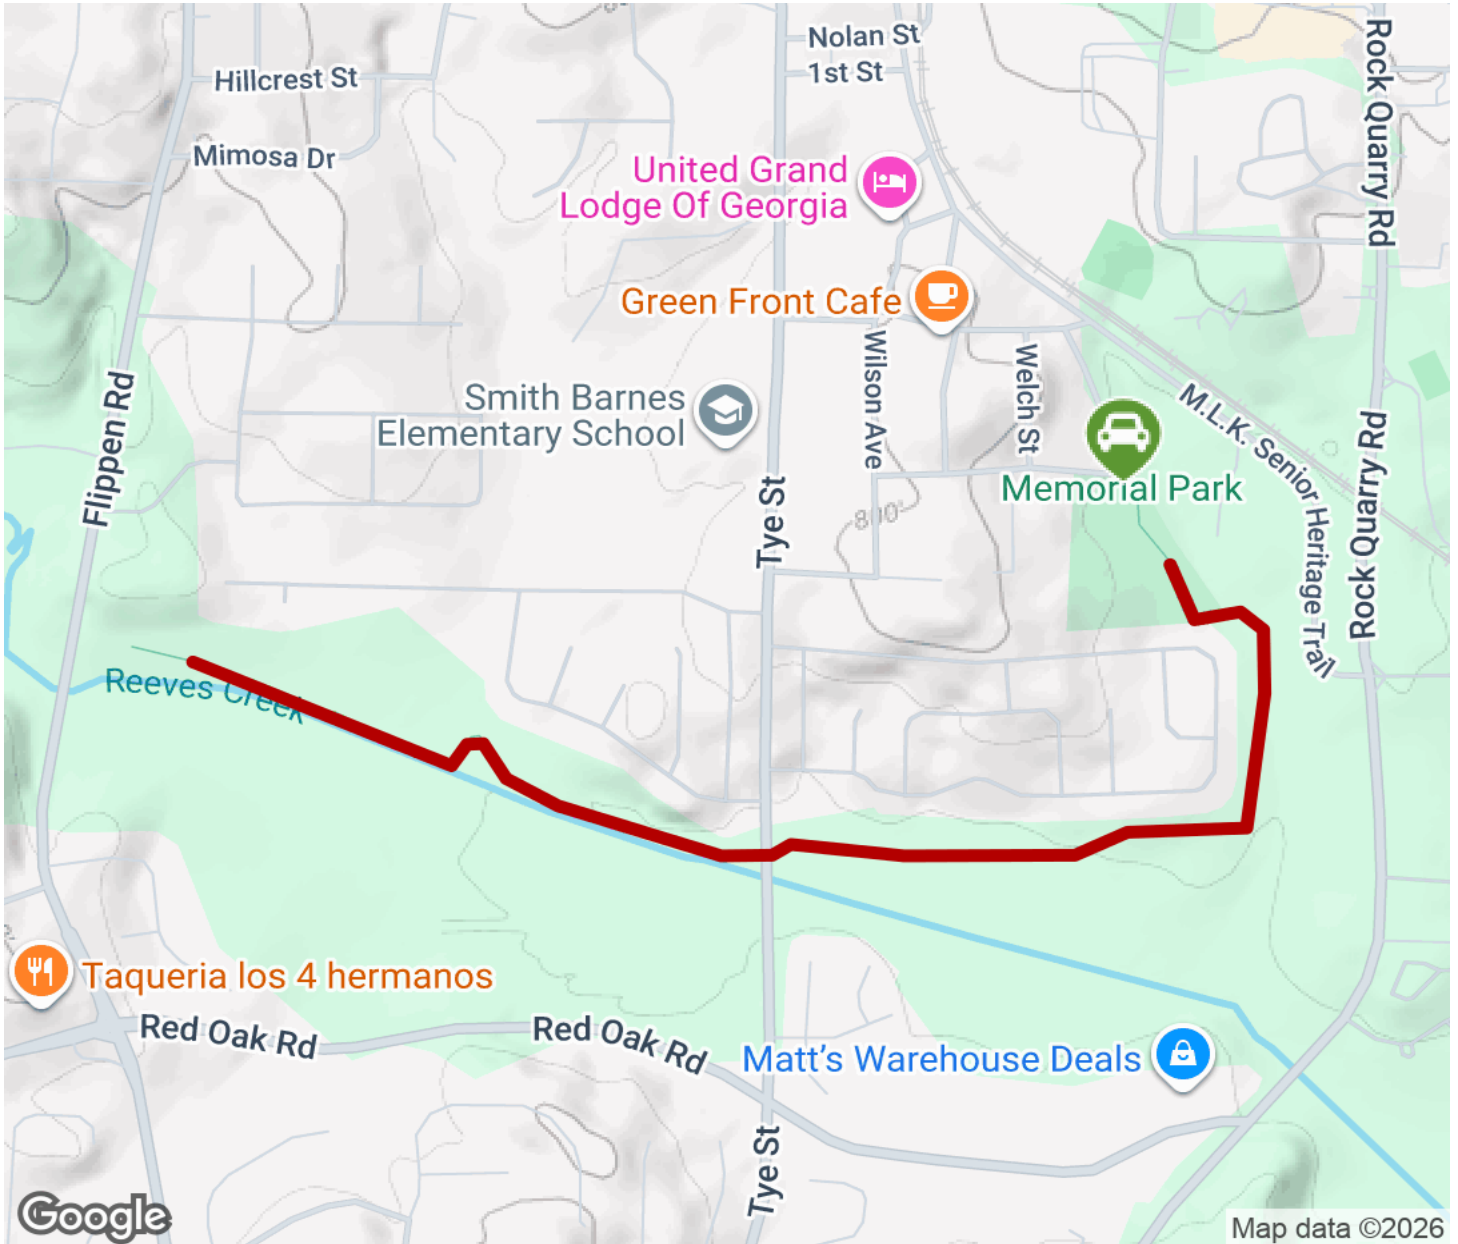 Nolan St
1st St
Hillcrest St
Mimosa Dr
Rock Quarry Rd
United Grand
Lodge Of Georgia
Green Front Cafe
Wilson Ave
Welch St
Smith Barnes
Elementary School
Flippen Rd
M.L.K. Senior Heritage Trail
Rock Quarry Rd
Memorial Park
Tye St
800'
Reeves Creek
Taqueria los 4 hermanos
Red Oak Rd
Red Oak Rd
Matt's Warehouse Deals
Tye St
Google
Map data ©2026